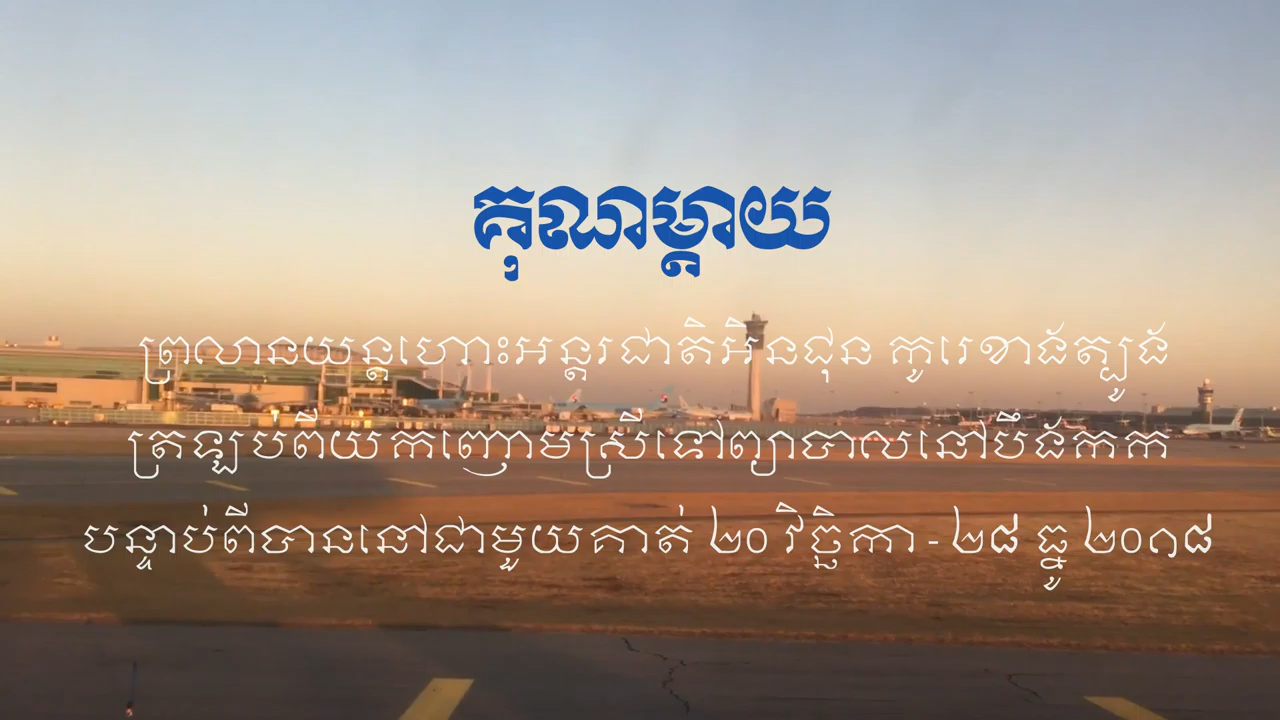 គុណម្ដាយ
ព្រលានយន្តហោះអន្តរជាតិអិនជុន កូរេខាងត្បូង
ត្រឡប់ពីយកញោមស្រីទៅព្យាបាលនៅបឹងកក
បន្ទាប់ពីបាននៅជាមួយគាត់ ២០ វិច្ឆិកា - ២៨ ធ្នូ ២០១៨